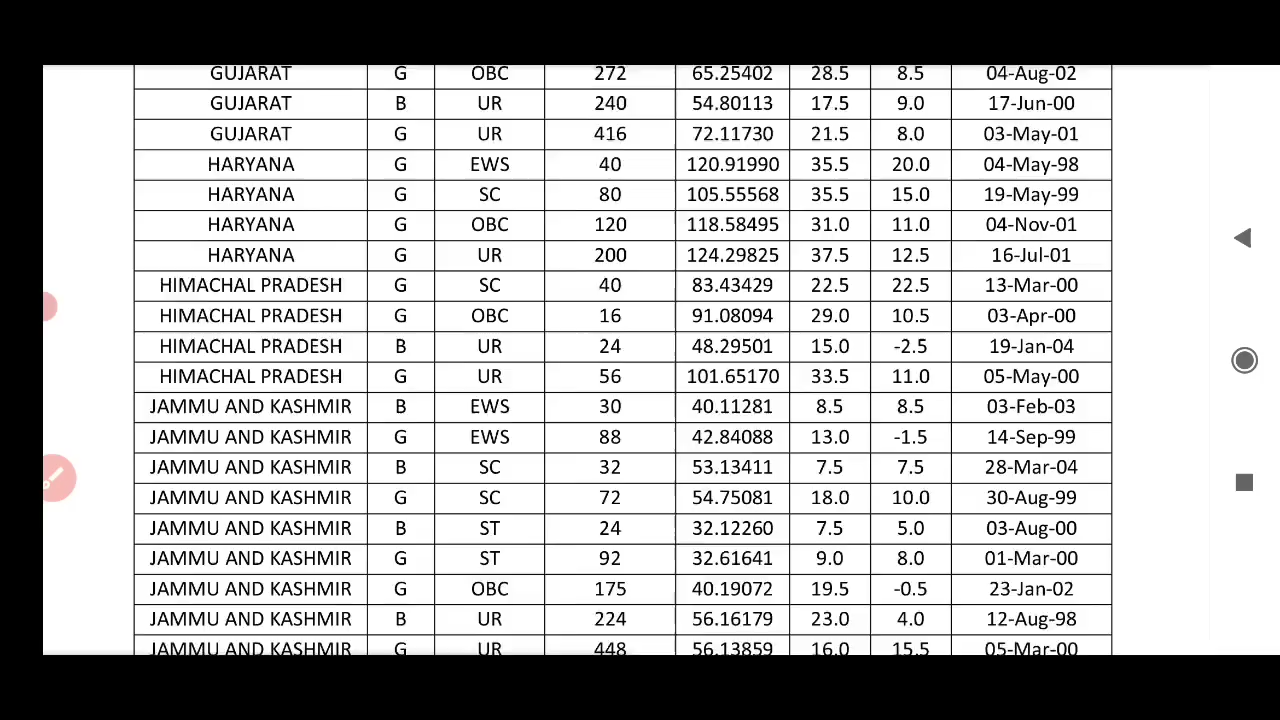 GUJARAT G OBC 272 65.25402 28.5 8.5 04-Aug-02
GUJARAT B UR 240 54.80113 17.5 9.0 17-Jun-00
GUJARAT G UR 416 72.11730 21.5 8.0 03-May-01
HARYANA G EWS 40 120.91990 35.5 20.0 04-May-98
HARYANA G SC 80 105.55568 35.5 15.0 19-May-99
HARYANA G OBC 120 118.58495 31.0 11.0 04-Nov-01
HARYANA G UR 200 124.29825 37.5 12.5 16-Jul-01
HIMACHAL PRADESH G SC 40 83.43429 22.5 22.5 13-Mar-00
HIMACHAL PRADESH G OBC 16 91.08094 29.0 10.5 03-Apr-00
HIMACHAL PRADESH B UR 24 48.29501 15.0 -2.5 19-Jan-04
HIMACHAL PRADESH G UR 56 101.65170 33.5 11.0 05-May-00
JAMMU AND KASHMIR B EWS 30 40.11281 8.5 8.5 03-Feb-03
JAMMU AND KASHMIR G EWS 88 42.84088 13.0 -1.5 14-Sep-99
JAMMU AND KASHMIR B SC 32 53.13411 7.5 7.5 28-Mar-04
JAMMU AND KASHMIR G SC 72 54.75081 18.0 10.0 30-Aug-99
JAMMU AND KASHMIR B ST 24 32.12260 7.5 5.0 03-Aug-00
JAMMU AND KASHMIR G ST 92 32.61641 9.0 8.0 01-Mar-00
JAMMU AND KASHMIR G OBC 175 40.19072 19.5 -0.5 23-Jan-02
JAMMU AND KASHMIR B UR 224 56.16179 23.0 4.0 12-Aug-98
JAMMU AND KASHMIR G UR 448 56.13859 16.0 15.5 05-Mar-00